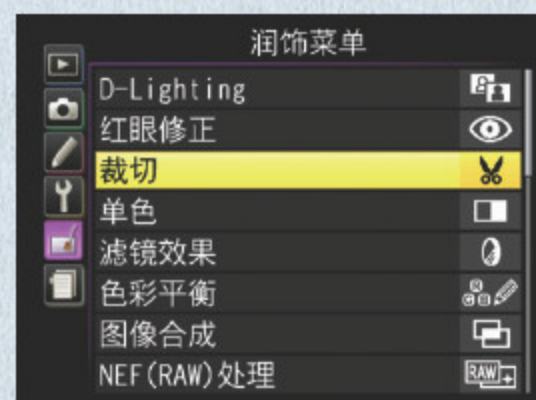 润饰菜单
D-Lighting
红眼修正
裁切
单色
滤镜效果
色彩平衡
图像合成
NEF(RAW)处理
RAW